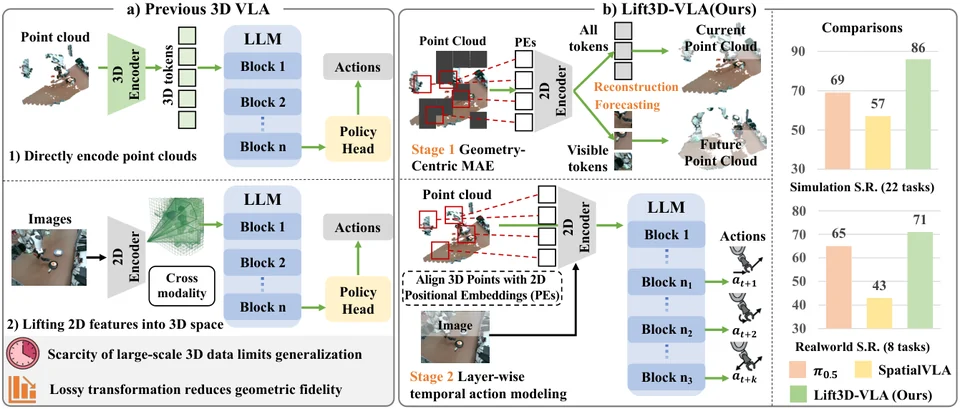 a) Previous 3D VLA
Point cloud
3D
Encoder
3D tokens
LLM
Block 1
Block 2
Block n
Actions
Policy
Head
1) Directly encode point clouds
Images
2D
Encoder
Cross
modality
LLM
Block 1
Block 2
Block n
Actions
Policy
Head
2) Lifting 2D features into 3D space
Scarcity of large-scale 3D data limits generalization
Lossy transformation reduces geometric fidelity
b) Lift3D-VLA(Ours)
Point Cloud
PEs
2D
Encoder
All
tokens
Current
Point Cloud
Reconstruction
Forecasting
Visible
tokens
Future
Point Cloud
Stage 1 Geometry-
Centric MAE
Point cloud
2D
Encoder
Align 3D Points with 2D
Positional Embeddings (PEs)
Image
Stage 2 Layer-wise
temporal action modeling
LLM
Block 1
Block n₁
Block n₂
Block n₃
Actions
aₜ₊₁
aₜ₊₂
aₜ₊ₖ
Comparisons
90
70
50
30
69
57
86
Simulation S.R. (22 tasks)
80
70
60
50
40
30
65
43
71
Realworld S.R. (8 tasks)
π₀.₅
SpatialVLA
Lift3D-VLA (Ours)